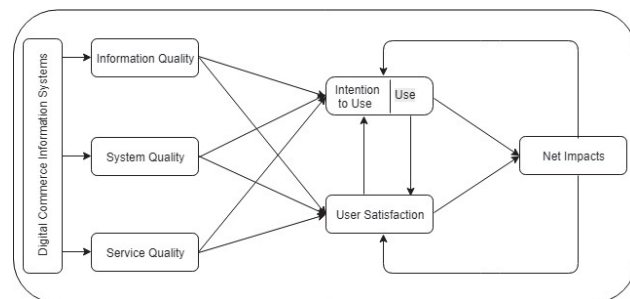 Digital Commerce Information Systems
Information Quality
System Quality
Service Quality
Intention
to Use
Use
User Satisfaction
Net Impacts